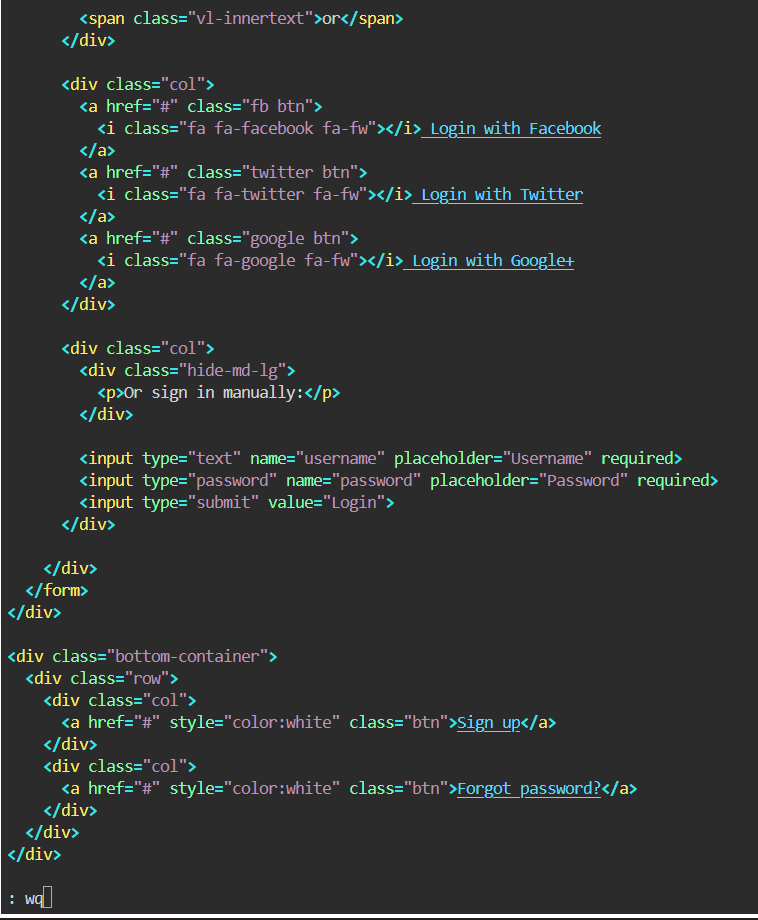 <span class="vl-innertext">or</span>
</div>
<div class="col">
<a href="#" class="fb btn">
<i class="fa fa-facebook fa-fw"></i> Login with Facebook
</a>
<a href="#" class="twitter btn">
<i class="fa fa-twitter fa-fw"></i> Login with Twitter
</a>
<a href="#" class="google btn">
<i class="fa fa-google fa-fw"></i> Login with Google+
</a>
</div>
<div class="col">
<div class="hide-md-lg">
<p>Or sign in manually:</p>
</div>
<input type="text" name="username" placeholder="Username" required>
<input type="password" name="password" placeholder="Password" required>
<input type="submit" value="Login">
</div>
</div>
</form>
</div>
<div class="bottom-container">
<div class="row">
<div class="col">
<a href="#" style="color:white" class="btn">Sign up</a>
</div>
<div class="col">
<a href="#" style="color:white" class="btn">Forgot password?</a>
</div>
</div>
</div>
: wq